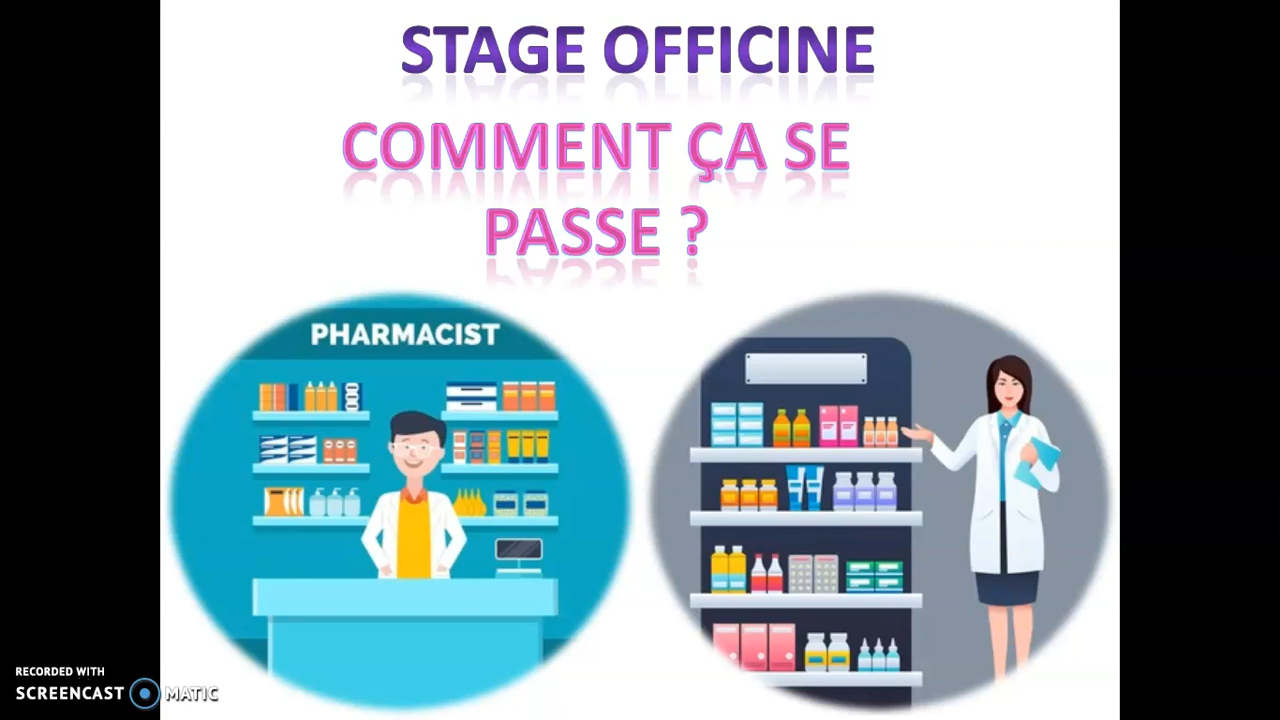 STAGE OFFICINE
COMMENT ÇA SE
PASSE ?
PHARMACIST
RECORDED WITH
SCREENCAST MATIC